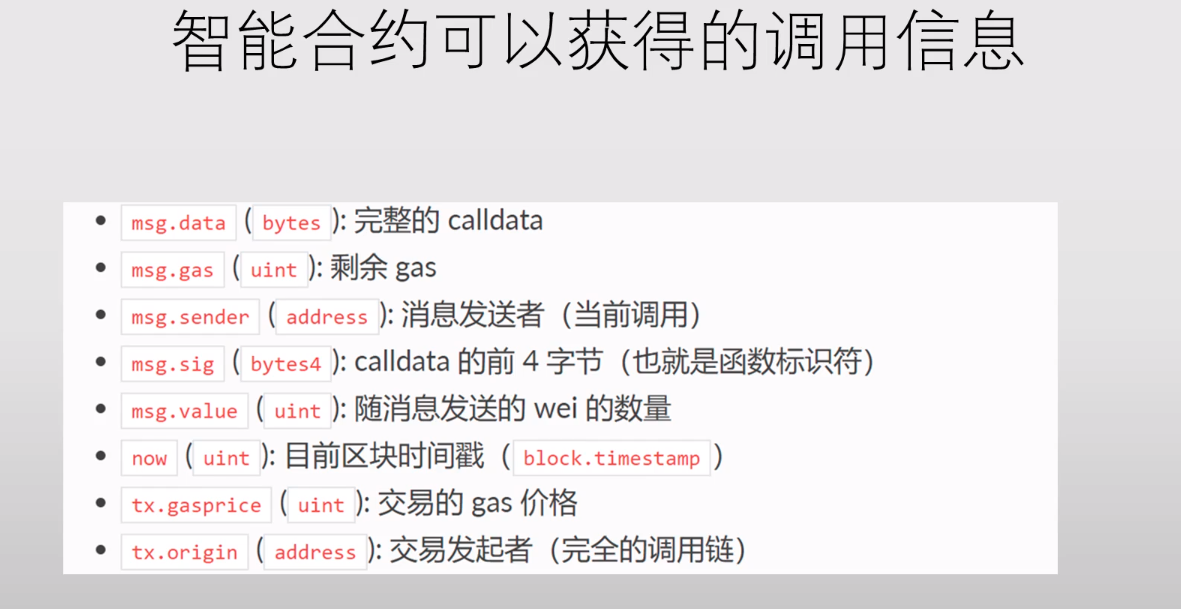 智能合约可以获得的调用信息
• msg.data (bytes): 完整的 calldata
• msg.gas (uint): 剩余 gas
• msg.sender (address): 消息发送者（当前调用）
• msg.sig (bytes4): calldata 的前 4 字节（也就是函数标识符）
• msg.value (uint): 随消息发送的 wei 的数量
• now (uint): 目前区块时间戳（block.timestamp）
• tx.gasprice (uint): 交易的 gas 价格
• tx.origin (address): 交易发起者（完全的调用链）